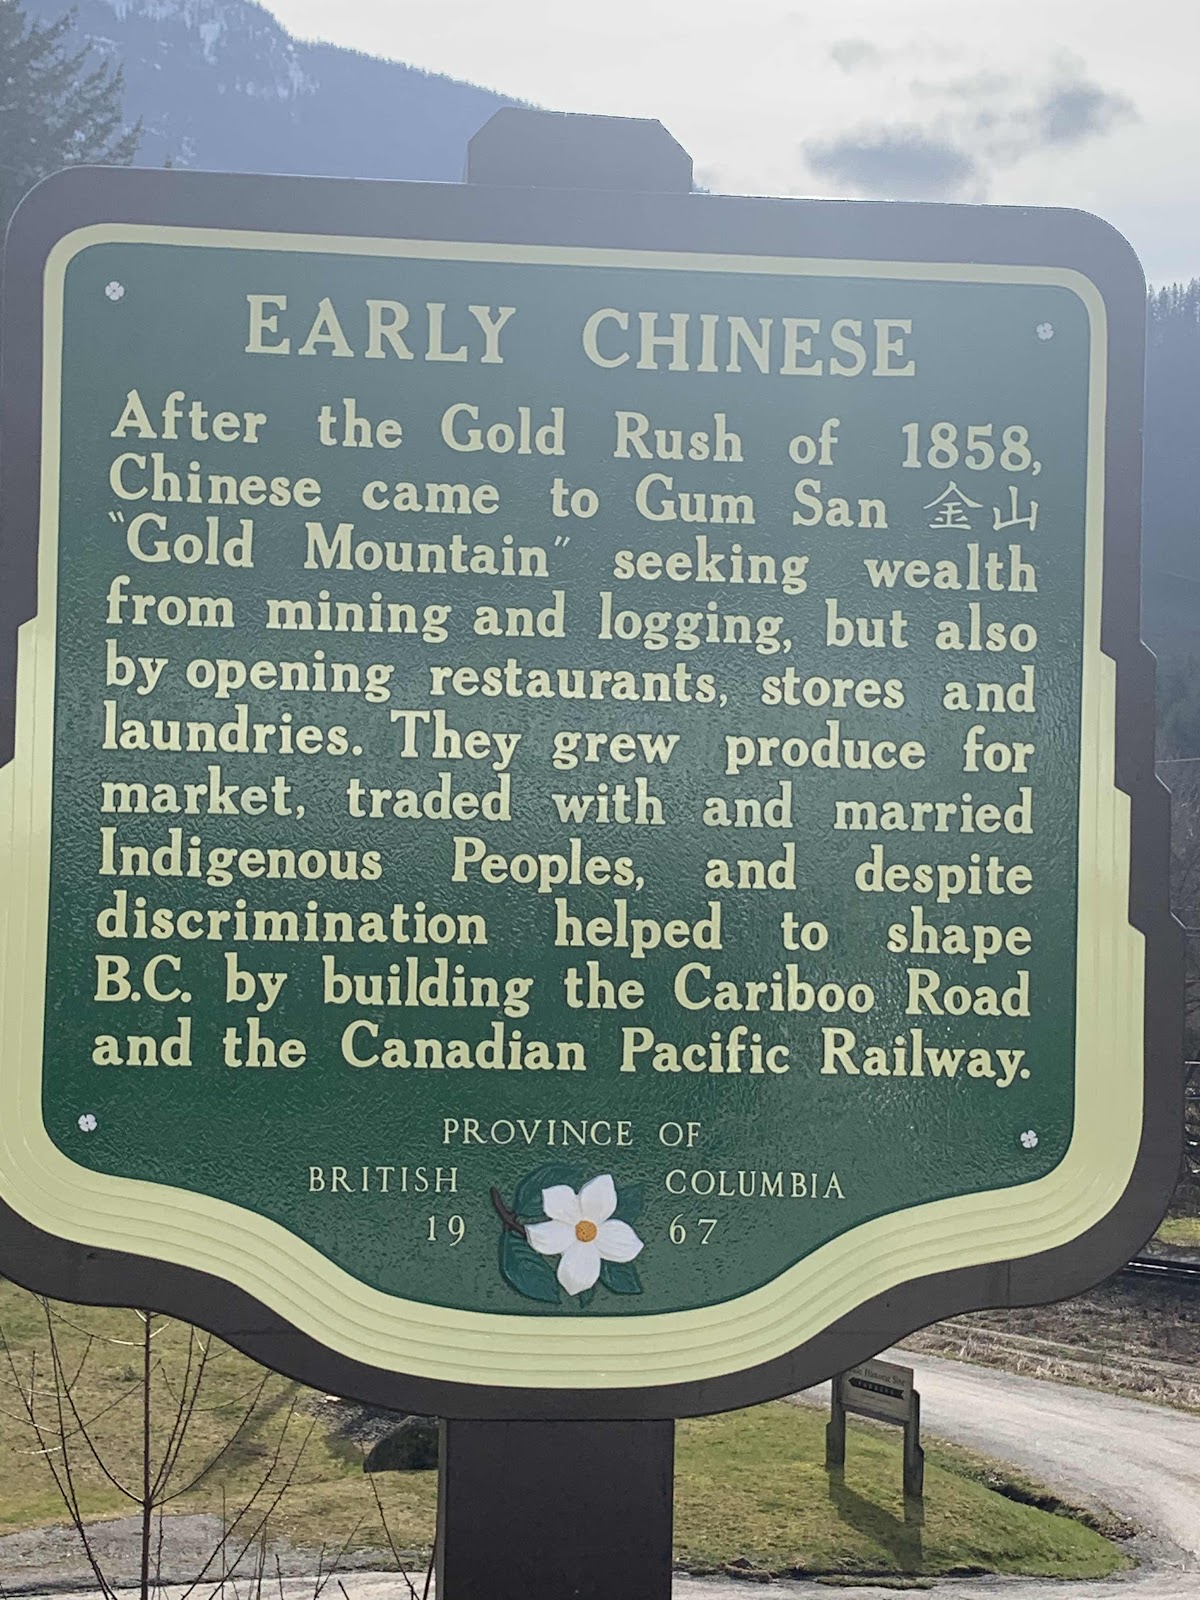 EARLY CHINESE
After the Gold Rush of 1858,
Chinese came to Gum San 金山
"Gold Mountain" seeking wealth
from mining and logging, but also
by opening restaurants, stores and
laundries. They grew produce for
market, traded with and married
Indigenous Peoples, and despite
discrimination helped to shape
B.C. by building the Cariboo Road
and the Canadian Pacific Railway.
PROVINCE OF
BRITISH COLUMBIA
19 67
Historic Site